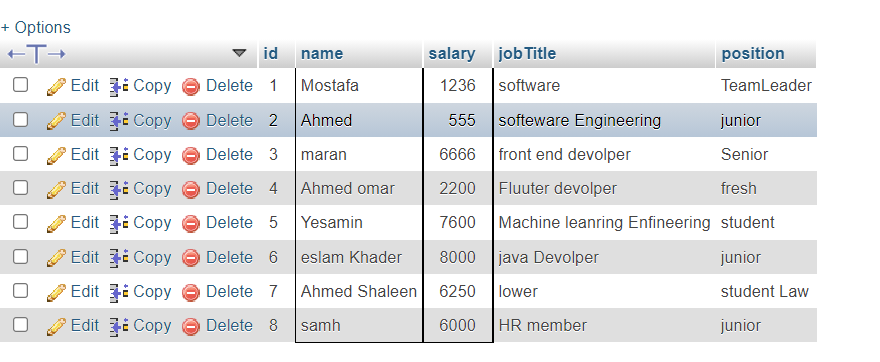 + Options
id name salary jobTitle position
Edit Copy Delete 1 Mostafa 1236 software TeamLeader
Edit Copy Delete 2 Ahmed 555 softeware Engineering junior
Edit Copy Delete 3 maran 6666 front end devolper Senior
Edit Copy Delete 4 Ahmed omar 2200 Fluuter devolper fresh
Edit Copy Delete 5 Yesamin 7600 Machine leanring Enfineering student
Edit Copy Delete 6 eslam Khader 8000 java Devolper junior
Edit Copy Delete 7 Ahmed Shaleen 6250 lower student Law
Edit Copy Delete 8 samh 6000 HR member junior